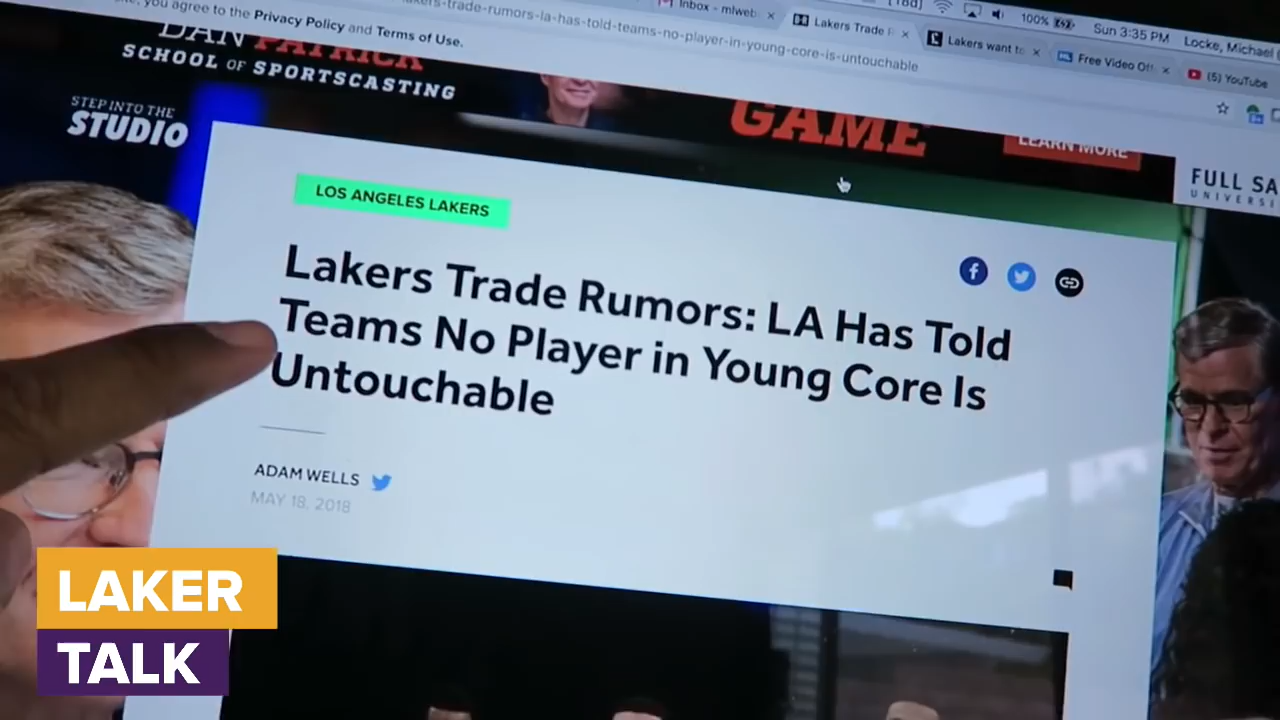 you agree to the Privacy Policy and Terms of Use.
-trade-rumors-la-has-told-teams-no-player-in-young-core-is-untouchable
Inbox - mlweb
Lakers Trade
Lakers want to
Free Video
(5) YouTube
100%
Sun 3:35 PM
Locke, Michael
DAN PATRICK
SCHOOL OF SPORTSCASTING
STEP INTO THE
STUDIO
GAME
LEARN MORE
FULL SA
UNIVERSI
LOS ANGELES LAKERS
Lakers Trade Rumors: LA Has Told
Teams No Player in Young Core Is
Untouchable
ADAM WELLS
MAY 18, 2018
LAKER
TALK